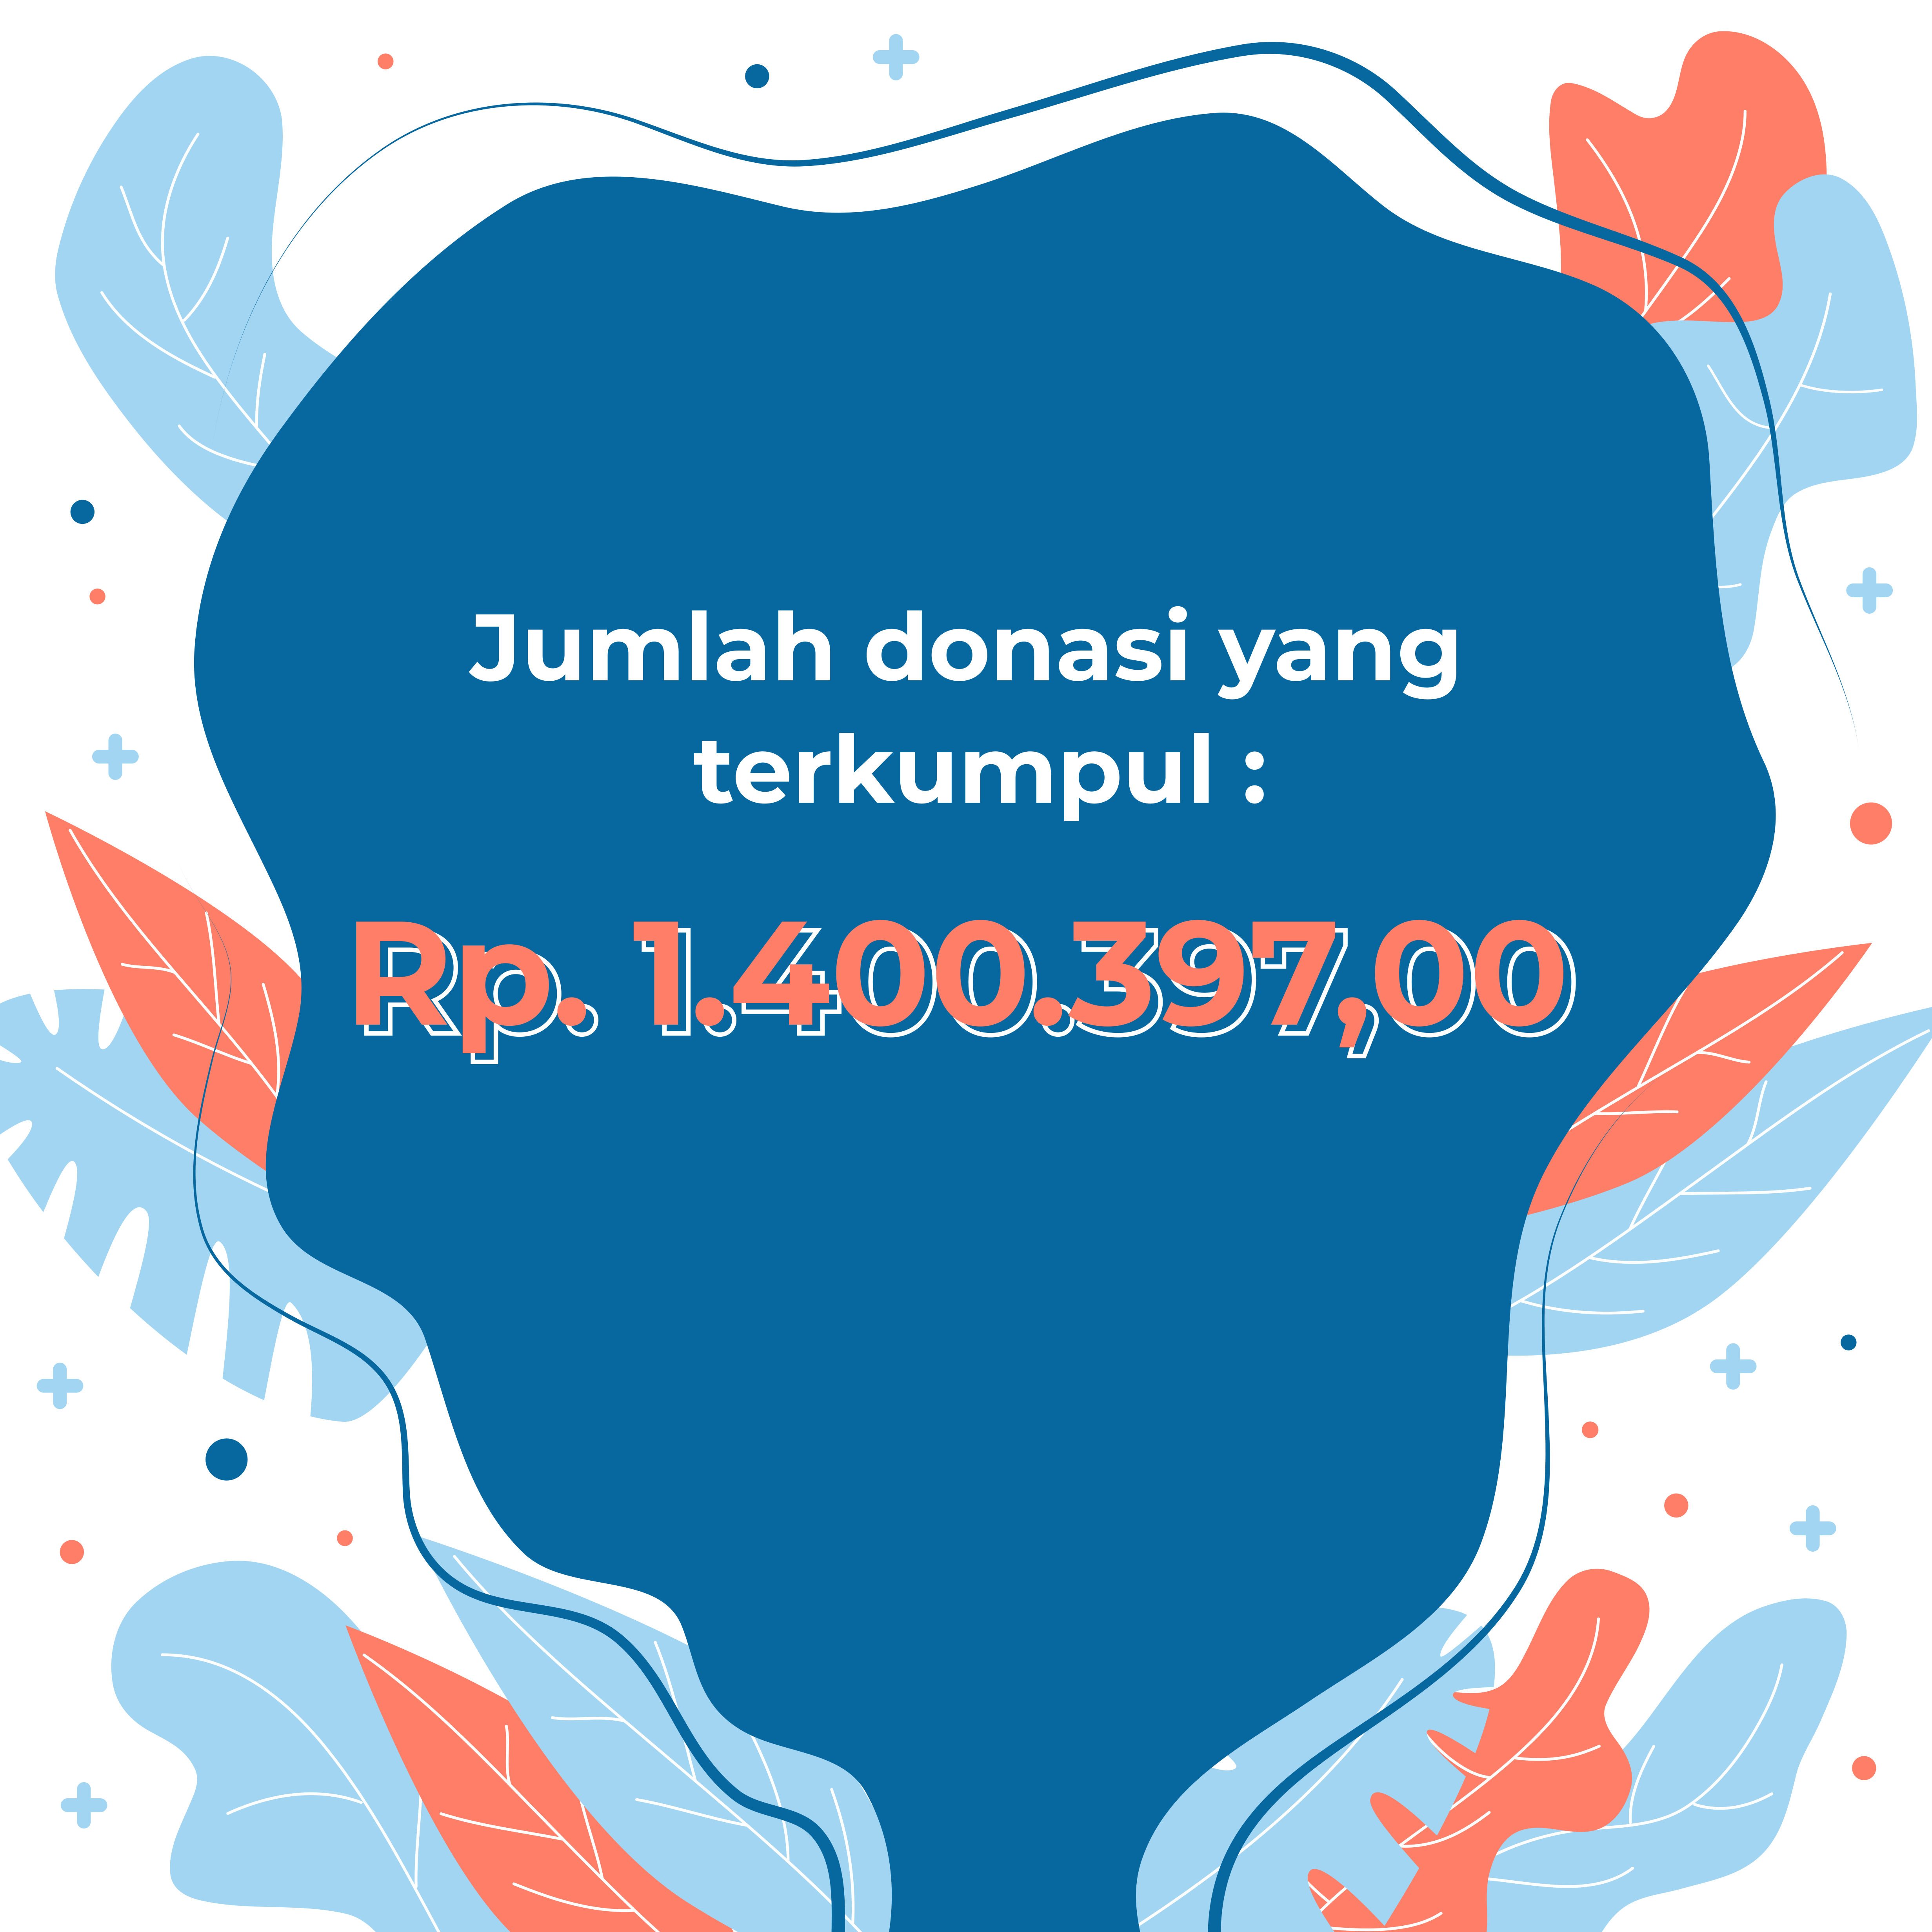 Jumlah donasi yang
terkumpul :
Rp. 1.400.397,00